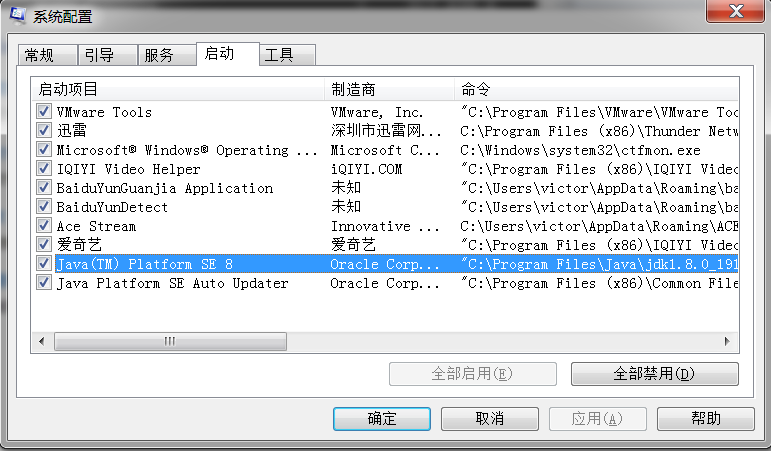 系统配置
常规 引导 服务 启动 工具
启动项目 制造商 命令
VMware Tools VMware, Inc. "C:\Program Files\VMware\VMware Too
迅雷 深圳市迅雷网... C:\Program Files (x86)\Thunder Netw
Microsoft® Windows® Operating ... Microsoft C... C:\Windows\system32\ctfmon.exe
IQIYI Video Helper iQIYI.COM "C:\Program Files (x86)\IQIYI Videc
BaiduYunGuanjia Application 未知 "C:\Users\victor\AppData\Roaming\ba
BaiduYunDetect 未知 "C:\Users\victor\AppData\Roaming\ba
Ace Stream Innovative ... C:\Users\victor\AppData\Roaming\ACE
爱奇艺 爱奇艺 "C:\Program Files (x86)\IQIYI Videc
Java(TM) Platform SE 8 Oracle Corp... "C:\Program Files\Java\jdk1.8.0_191
Java Platform SE Auto Updater Oracle Corp... "C:\Program Files (x86)\Common File
全部启用(E) 全部禁用(D)
确定 取消 应用(A) 帮助